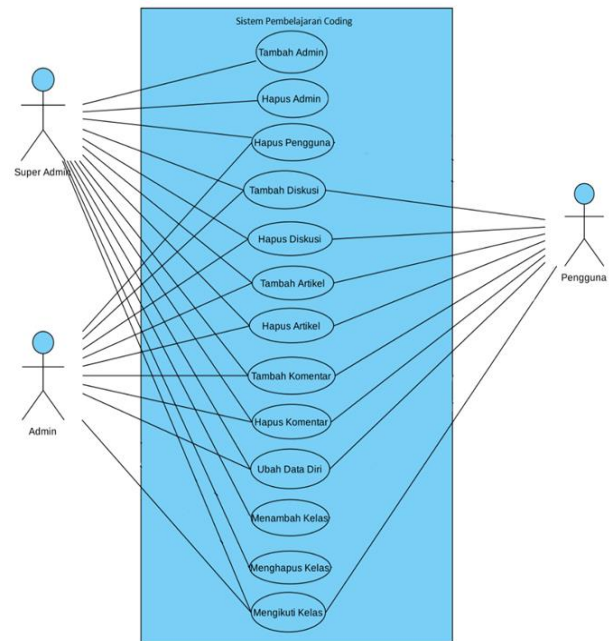 Sistem Pembelajaran Coding
Tambah Admin
Hapus Admin
Hapus Pengguna
Super Admin
Tambah Diskusi
Hapus Diskusi
Pengguna
Tambah Artikel
Hapus Artikel
Tambah Komentar
Hapus Komentar
Admin
Ubah Data Diri
Menambah Kelas
Menghapus Kelas
Mengikuti Kelas